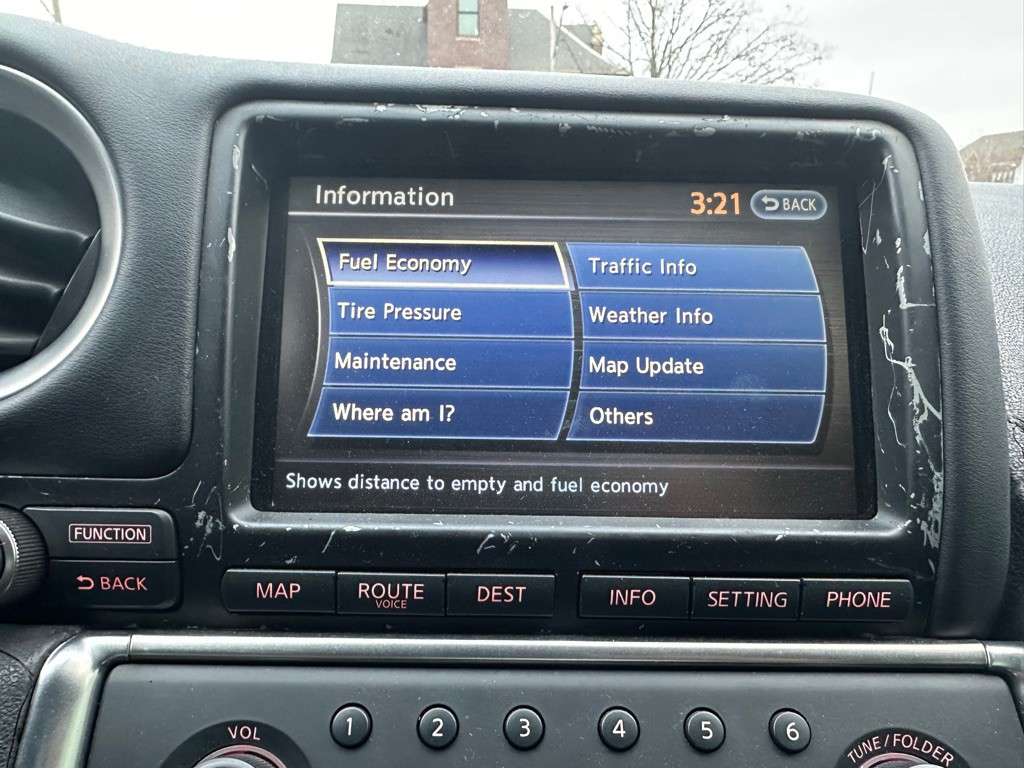 Information 3:21 BACK
Fuel Economy Traffic Info
Tire Pressure Weather Info
Maintenance Map Update
Where am I? Others
Shows distance to empty and fuel economy
FUNCTION
BACK
MAP ROUTE VOICE DEST INFO SETTING PHONE
1 2 3 4 5 6
VOL TUNE / FOLDER